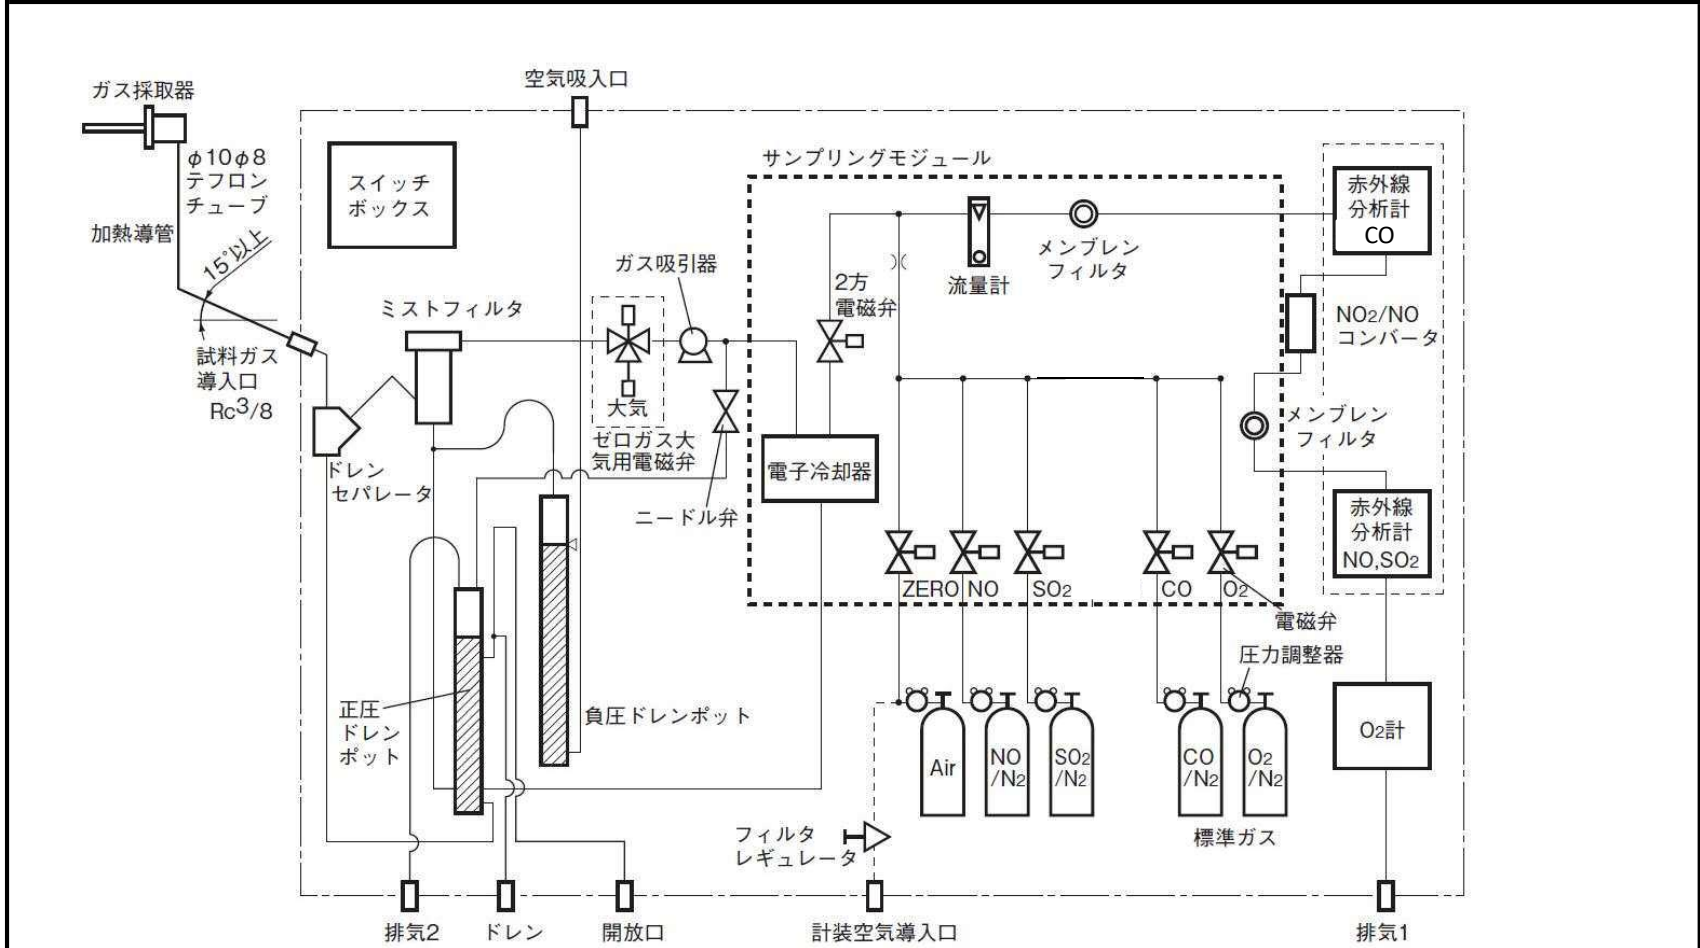 空気吸入口
ガス採取器
φ10φ8
テフロン
チューブ
加熱導管
15°以上
スイッチ
ボックス
サンプリングモジュール
赤外線
分析計
CO
ガス吸引器
メンブレン
フィルタ
2方
電磁弁
流量計
ミストフィルタ
NO2/NO
コンバータ
試料ガス
導入口
Rc3/8
大気
ゼロガス大
気用電磁弁
メンブレン
フィルタ
ドレン
セパレータ
電子冷却器
ニードル弁
赤外線
分析計
NO,SO2
ZERO
NO
SO2
CO
O2
電磁弁
圧力調整器
正圧
ドレン
ポット
負圧ドレンポット
O2計
Air
NO
/N2
SO2
/N2
CO
/N2
O2
/N2
フィルタ
レギュレータ
標準ガス
排気2
ドレン
開放口
計装空気導入口
排気1